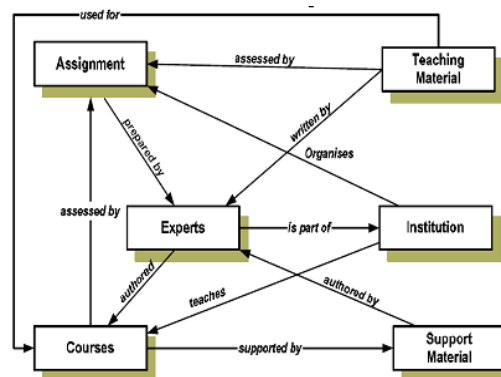 used for
Assignment
assessed by
Teaching
Material
prepared by
written by
Organises
assessed by
Experts
is part of
Institution
authored
teaches
authored by
Courses
supported by
Support
Material